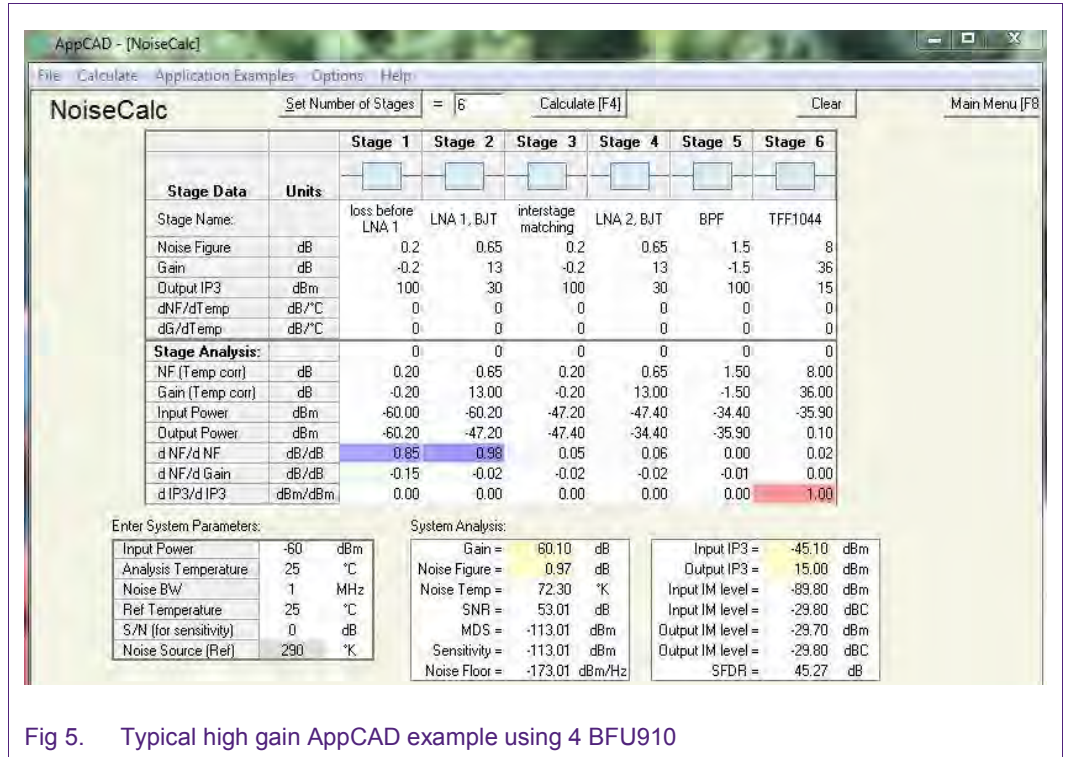 AppCAD - [NoiseCalc]
File Calculate Application Examples Options Help
NoiseCalc
Set Number of Stages = 6 Calculate [F4] Clear Main Menu [F8
Stage 1 Stage 2 Stage 3 Stage 4 Stage 5 Stage 6
Stage Data Units
Stage Name: loss before LNA 1 LNA 1, BJT interstage matching LNA 2, BJT BPF TFF1044
Noise Figure dB 0.2 0.65 0.2 0.65 1.5 8
Gain dB -0.2 13 -0.2 13 -1.5 36
Output IP3 dBm 100 30 100 30 100 15
dNF/dTemp dB/°C 0 0 0 0 0 0
dG/dTemp dB/°C 0 0 0 0 0 0
Stage Analysis: 0 0 0 0 0 0
NF (Temp corr) dB 0.20 0.65 0.20 0.65 1.50 8.00
Gain (Temp corr) dB -0.20 13.00 -0.20 13.00 -1.50 36.00
Input Power dBm -60.00 -60.20 -47.20 -47.40 -34.40 -35.90
Output Power dBm -60.20 -47.20 -47.40 -34.40 -35.90 0.10
d NF/d NF dB/dB 0.85 0.98 0.05 0.06 0.00 0.02
d NF/d Gain dB/dB -0.15 -0.02 -0.02 -0.02 -0.01 0.00
d IP3/d IP3 dBm/dBm 0.00 0.00 0.00 0.00 0.00 1.00
Enter System Parameters:
Input Power -60 dBm
Analysis Temperature 25 °C
Noise BW 1 MHz
Ref Temperature 25 °C
S/N (for sensitivity) 0 dB
Noise Source (Ref) 290 °K
System Analysis:
Gain = 60.10 dB
Noise Figure = 0.97 dB
Noise Temp = 72.30 °K
SNR = 53.01 dB
MDS = -113.01 dBm
Sensitivity = -113.01 dBm
Noise Floor = -173.01 dBm/Hz
Input IP3 = -45.10 dBm
Output IP3 = 15.00 dBm
Input IM level = -89.80 dBm
Input IM level = -29.80 dBC
Output IM level = -29.70 dBm
Output IM level = -29.80 dBC
SFDR = 45.27 dB
Fig 5. Typical high gain AppCAD example using 4 BFU910